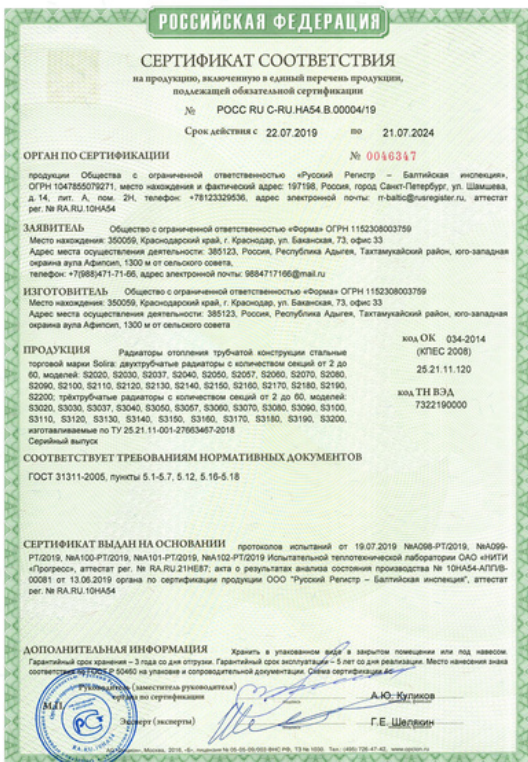 РОССИЙСКАЯ ФЕДЕРАЦИЯ
СЕРТИФИКАТ СООТВЕТСТВИЯ
на продукцию, включенную в единый перечень продукции,
подлежащей обязательной сертификации
№ РОСС RU C-RU.НА54.В.00004/19
Срок действия с 22.07.2019 по 21.07.2024
ОРГАН ПО СЕРТИФИКАЦИИ № 0046347
продукции Общества с ограниченной ответственностью «Русский Регистр – Балтийская инспекция»,
ОГРН 1047855079271, место нахождения и фактический адрес: 197198, Россия, город Санкт-Петербург, ул. Шамшева,
д. 14, лит. А, пом. 2Н, телефон: +78123329536, адрес электронной почты: rr-baltic@rusregister.ru, аттестат
рег. № RA.RU.10НА54
ЗАЯВИТЕЛЬ Общество с ограниченной ответственностью «Форма» ОГРН 1152308003759
Место нахождения: 350059, Краснодарский край, г. Краснодар, ул. Баканская, 73, офис 33
Адрес места осуществления деятельности: 385123, Россия, Республика Адыгея, Тахтамукайский район, юго-западная
окраина аула Афипсип, 1300 м от сельского совета,
телефон: +7(988)471-71-66, адрес электронной почты: 9884717166@mail.ru
ИЗГОТОВИТЕЛЬ Общество с ограниченной ответственностью «Форма» ОГРН 1152308003759
Место нахождения: 350059, Краснодарский край, г. Краснодар, ул. Баканская, 73, офис 33
Адрес места осуществления деятельности: 385123, Россия, Республика Адыгея, Тахтамукайский район, юго-западная
окраина аула Афипсип, 1300 м от сельского совета
код ОК 034-2014
(КПЕС 2008)
25.21.11.120
код ТН ВЭД
7322190000
ПРОДУКЦИЯ Радиаторы отопления трубчатой конструкции стальные
торговой марки Solira: двухтрубчатые радиаторы с количеством секций от 2 до
60, моделей: S2020, S2030, S2037, S2040, S2050, S2057, S2060, S2070, S2080,
S2090, S2100, S2110, S2120, S2130, S2140, S2150, S2160, S2170, S2180, S2190,
S2200; трёхтрубчатые радиаторы с количеством секций от 2 до 60, моделей:
S3020, S3030, S3037, S3040, S3050, S3057, S3060, S3070, S3080, S3090, S3100,
S3110, S3120, S3130, S3140, S3150, S3160, S3170, S3180, S3190, S3200,
изготавливаемые по ТУ 25.21.11-001-27663467-2018
Серийный выпуск
СООТВЕТСТВУЕТ ТРЕБОВАНИЯМ НОРМАТИВНЫХ ДОКУМЕНТОВ
ГОСТ 31311-2005, пункты 5.1-5.7, 5.12, 5.16-5.18
СЕРТИФИКАТ ВЫДАН НА ОСНОВАНИИ протоколов испытаний от 19.07.2019 №А098-РТ/2019, №А099-
РТ/2019, №А100-РТ/2019, №А101-РТ/2019, №А102-РТ/2019 Испытательной теплотехнической лаборатории ОАО «НИТИ
«Прогресс», аттестат рег. № RA.RU.21НЕ87; акта о результатах анализа состояния производства № 10НА54-АПП/В-
00081 от 13.06.2019 органа по сертификации продукции ООО "Русский Регистр – Балтийская инспекция", аттестат
рег. № RA.RU.10НА54
ДОПОЛНИТЕЛЬНАЯ ИНФОРМАЦИЯ Хранить в упакованном виде в закрытом помещении или под навесом.
Гарантийный срок хранения – 3 года со дня отгрузки. Гарантийный срок эксплуатации – 5 лет со дня реализации. Место нанесения знака
соответствия по ГОСТ Р 50460 на упаковке и сопроводительной документации. Схема сертификации
Руководитель (заместитель руководителя)
органа по сертификации
А.Ю. Куликов
М.П.
Эксперт (эксперты)
Г.Е. Шелякин